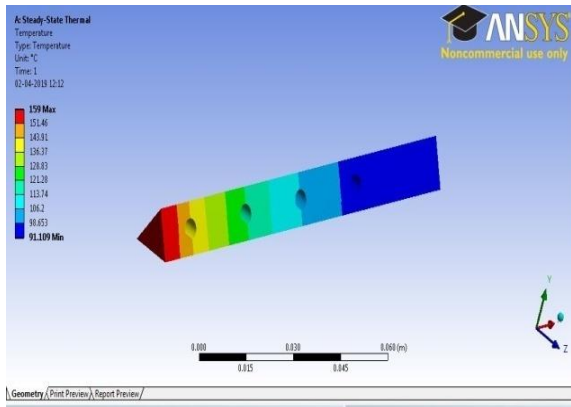 A: Steady-State Thermal
Temperature
Type: Temperature
Unit: °C
Time: 1
02-04-2019 12:12
159 Max
151.46
143.91
136.37
128.83
121.28
113.74
106.2
98.653
91.109 Min
ANSYS
Noncommercial use only
Y
Z
0.000
0.030
0.060 (m)
0.015
0.045
Geometry / Print Preview / Report Preview /